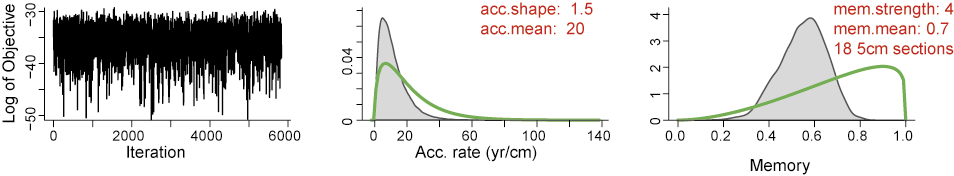 Log of Objective
−30
−40
−50
0 2000 4000 6000
Iteration
acc.shape: 1.5
acc.mean: 20
0.04
0
0 20 60 100 140
Acc. rate (yr/cm)
mem.strength: 4
mem.mean: 0.7
18 5cm sections
4
3
2
1
0
0.0 0.2 0.4 0.6 0.8 1.0
Memory